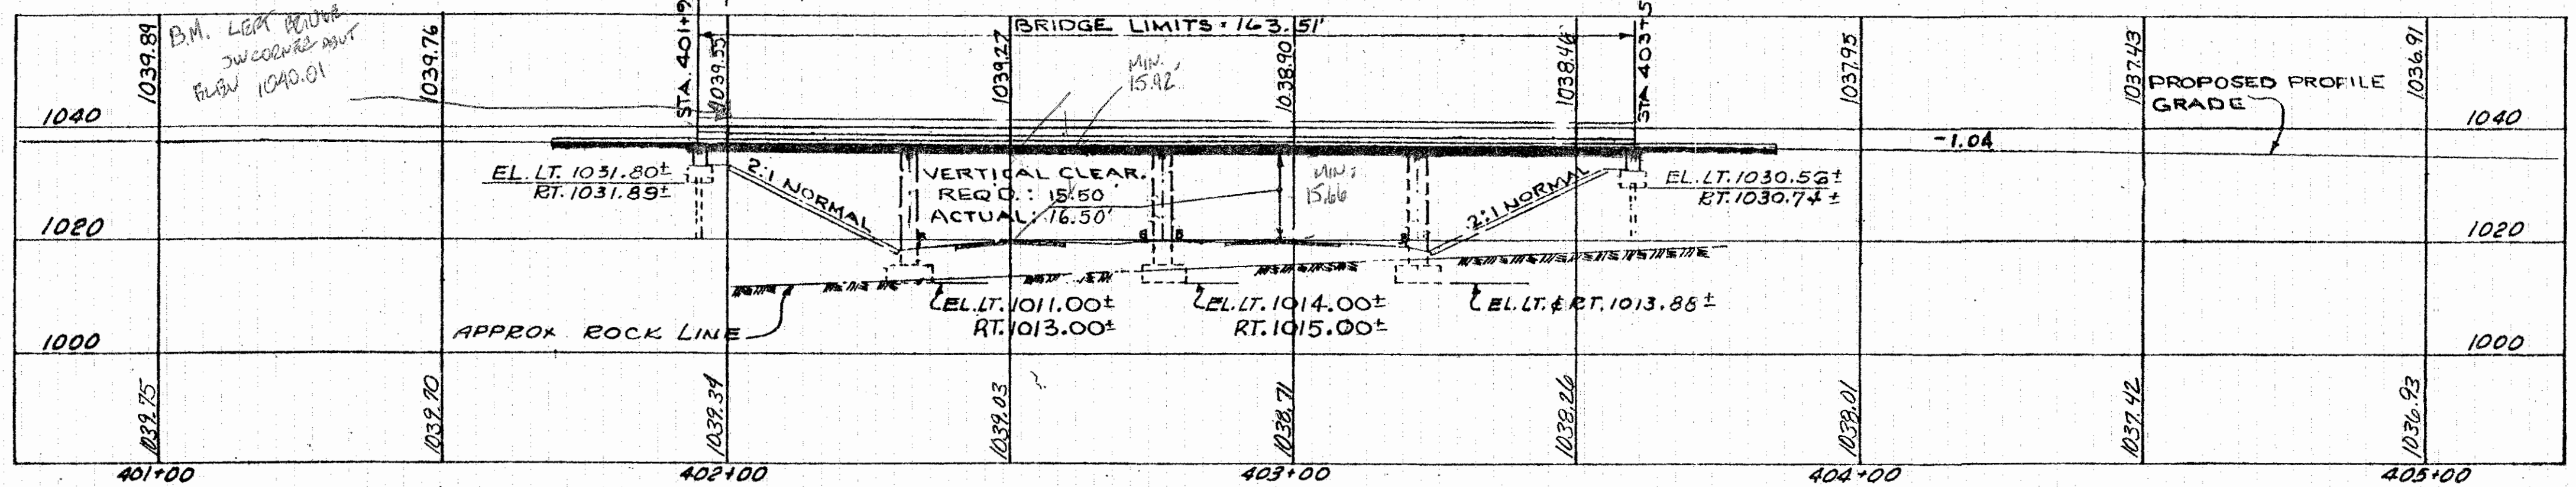 B.M. LEFT BRIDGE
SW CORNER ABUT
ELEV 1040.01
1039.89
1039.76
STA. 401+9
1039.55
BRIDGE LIMITS = 163.51'
1039.27
MIN.
15.92'
1038.90
1038.46
STA 403+5
1037.95
1037.43
PROPOSED PROFILE
GRADE
1036.91
1040
1040
-1.04
EL. LT. 1031.80±
RT. 1031.89±
2:1 NORMAL
VERTICAL CLEAR.
REQ'D.: 15.50'
ACTUAL: 16.50'
MIN:
15.66
2:1 NORMAL
EL. LT. 1030.56±
RT. 1030.74±
1020
1020
APPROX ROCK LINE
EL. LT. 1011.00±
RT. 1013.00±
EL. LT. 1014.00±
RT. 1015.00±
EL. LT. & RT. 1013.88±
1000
1000
1039.75
1039.70
1039.34
1039.03
1038.71
1038.26
1038.01
1037.42
1036.93
401+00
402+00
403+00
404+00
405+00